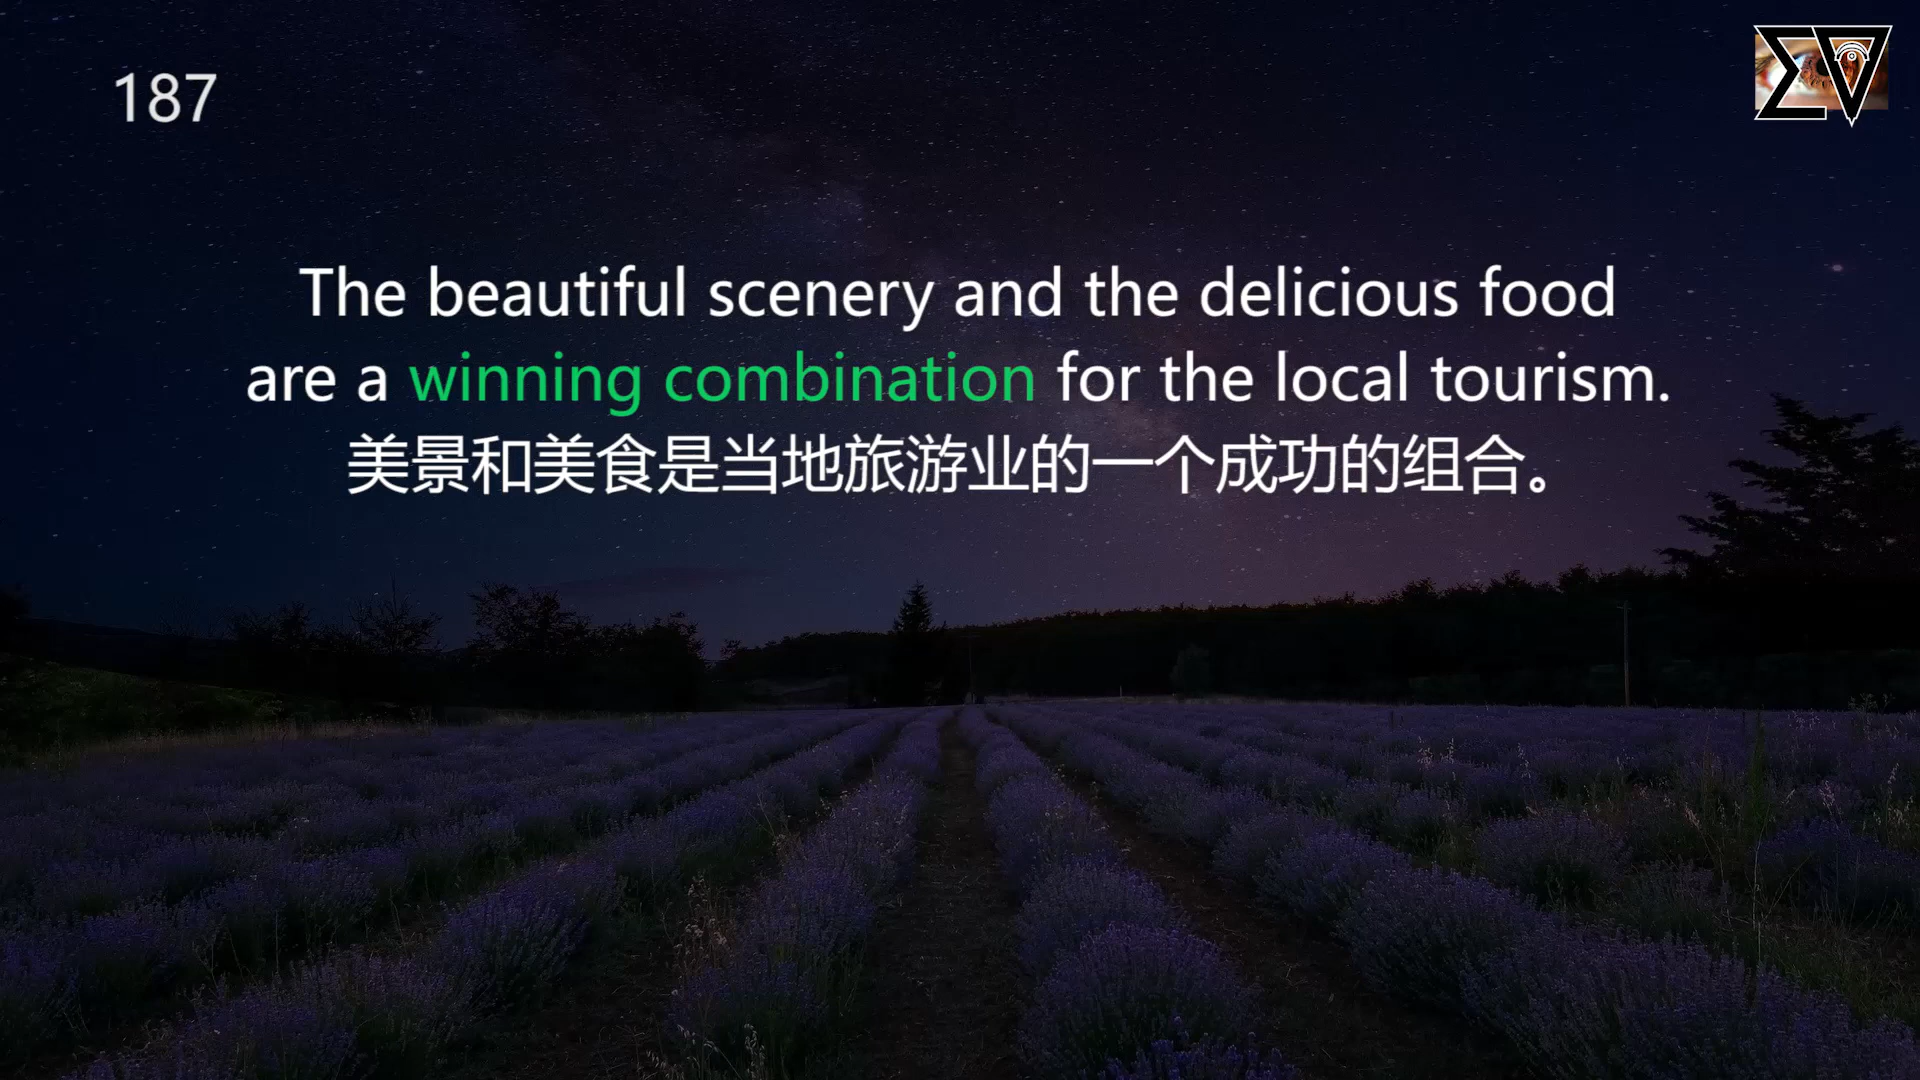 187
The beautiful scenery and the delicious food
are a winning combination for the local tourism.
美景和美食是当地旅游业的一个成功的组合。